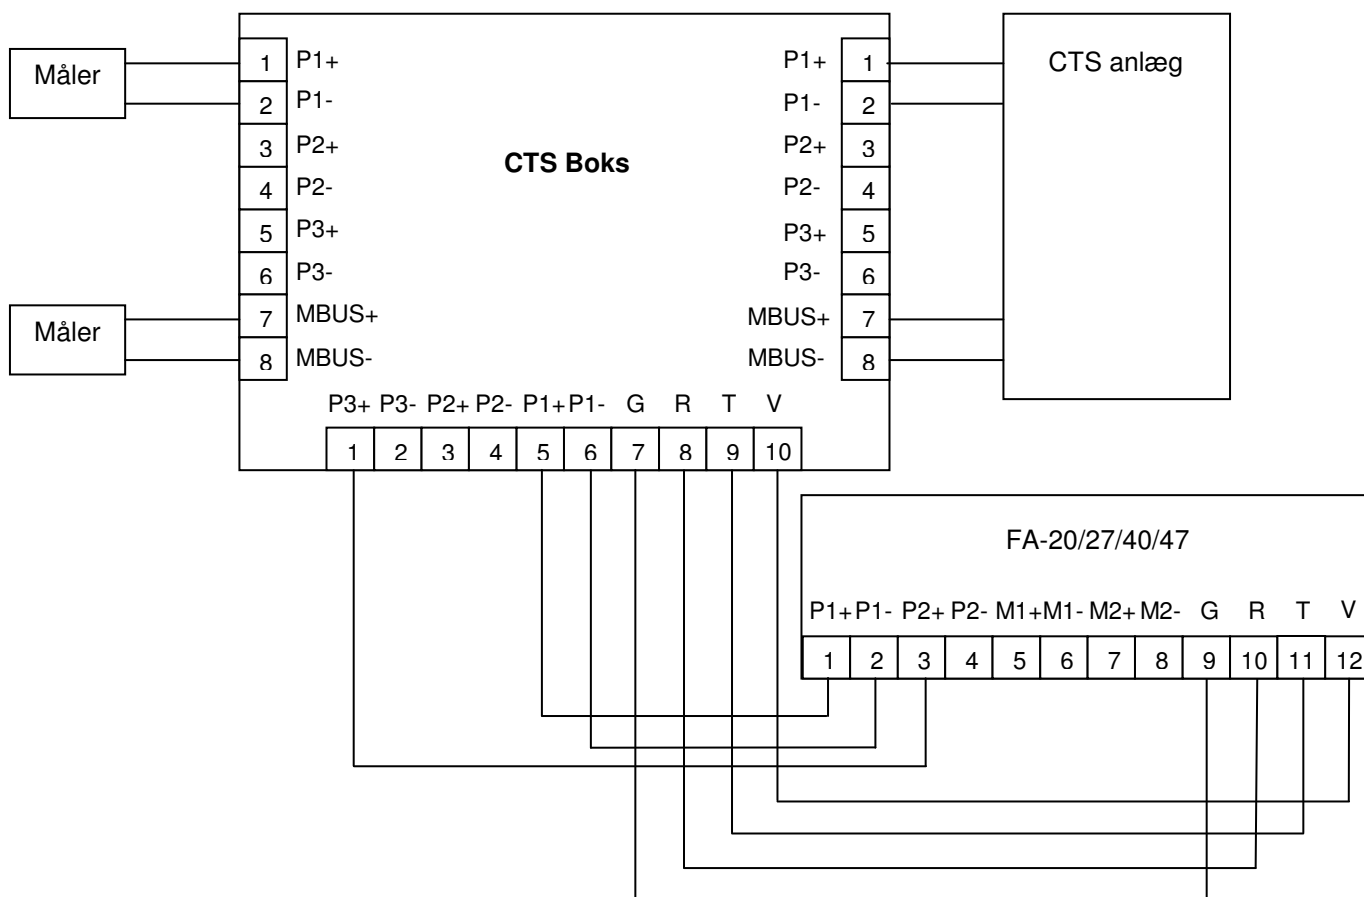 Måler
1 P1+
2 P1-
3 P2+
4 P2-
5 P3+
6 P3-
7 MBUS+
8 MBUS-
Måler
CTS Boks
P1+ 1
P1- 2
P2+ 3
P2- 4
P3+ 5
P3- 6
MBUS+ 7
MBUS- 8
CTS anlæg
P3+ P3- P2+ P2- P1+ P1- G R T V
1 2 3 4 5 6 7 8 9 10
FA-20/27/40/47
P1+ P1- P2+ P2- M1+ M1- M2+ M2- G R T V
1 2 3 4 5 6 7 8 9 10 11 12